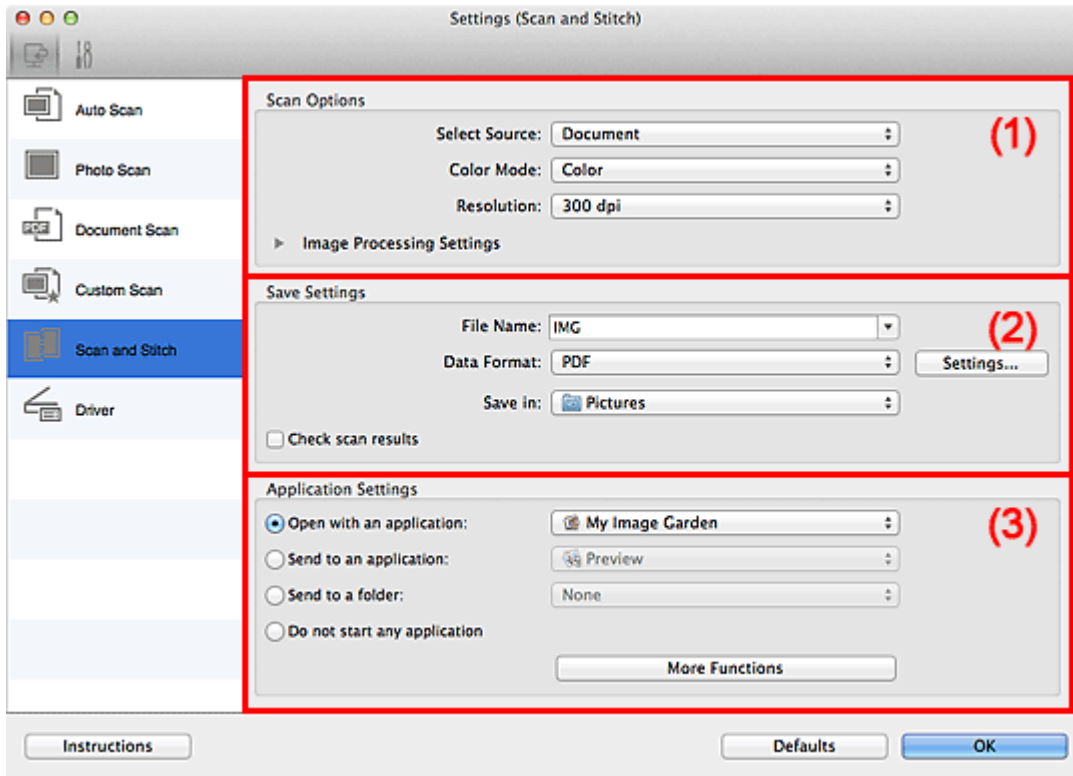 Settings (Scan and Stitch)
Auto Scan
Photo Scan
PDF
Document Scan
Custom Scan
Scan and Stitch
Driver
Scan Options
(1)
Select Source: Document
Color Mode: Color
Resolution: 300 dpi
Image Processing Settings
Save Settings
(2)
File Name: IMG
Data Format: PDF Settings...
Save in: Pictures
Check scan results
Application Settings
(3)
Open with an application: My Image Garden
Send to an application: Preview
Send to a folder: None
Do not start any application
More Functions
Instructions Defaults OK